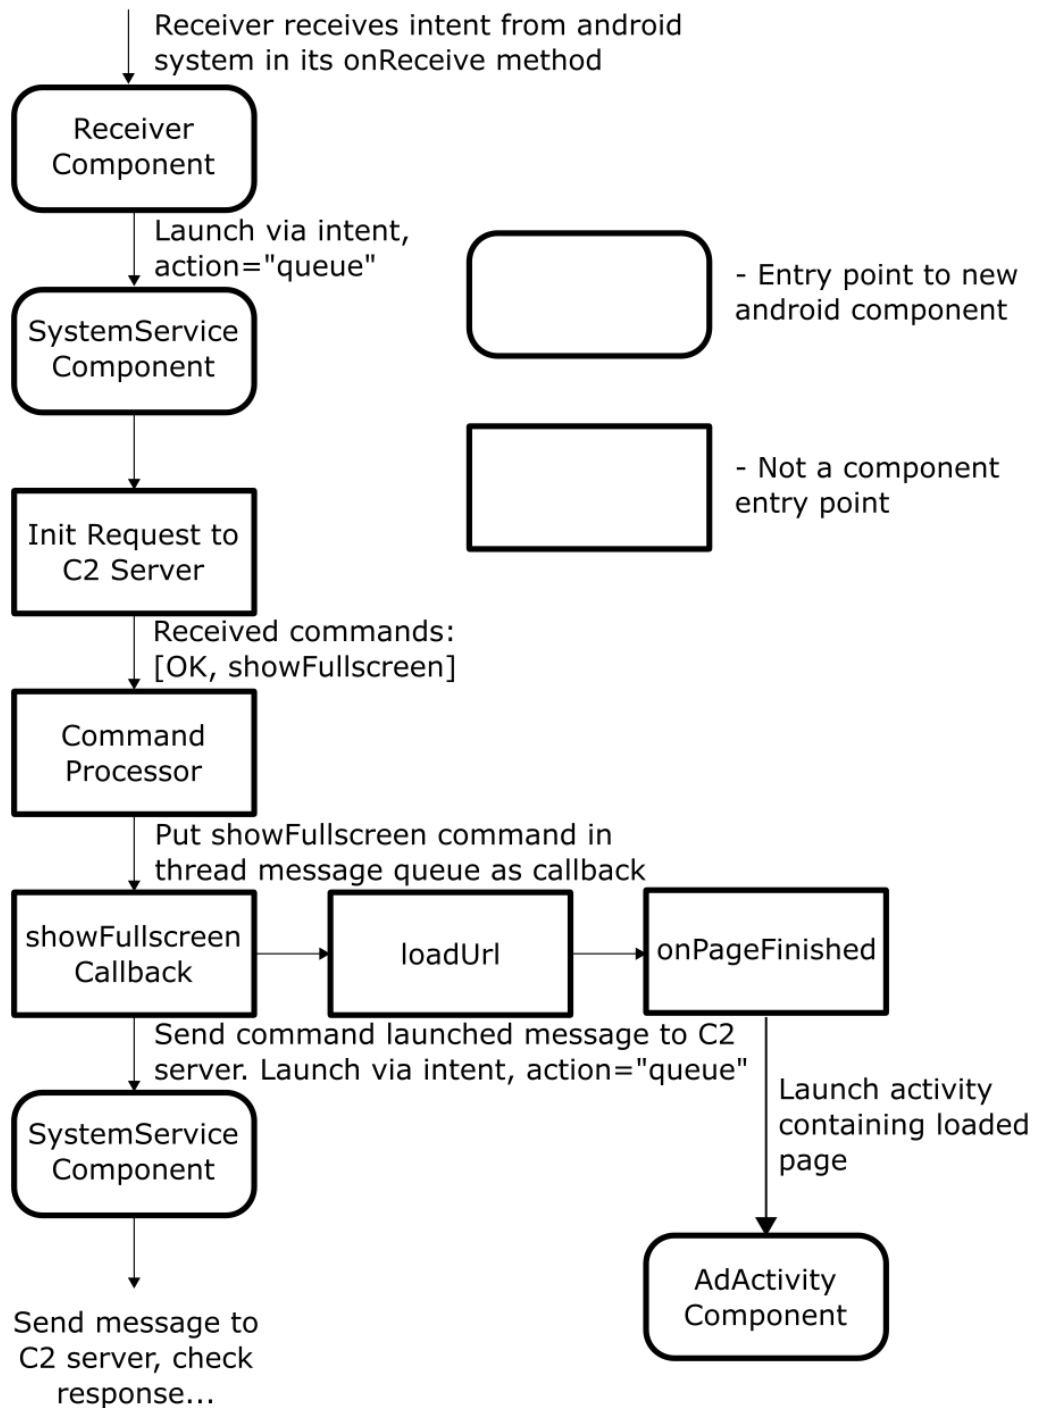 Receiver receives intent from android
system in its onReceive method
Receiver
Component
Launch via intent,
action="queue"
SystemService
Component
- Entry point to new
android component
- Not a component
entry point
Init Request to
C2 Server
Received commands:
[OK, showFullscreen]
Command
Processor
Put showFullscreen command in
thread message queue as callback
showFullscreen
Callback
loadUrl
onPageFinished
Send command launched message to C2
server. Launch via intent, action="queue"
Launch activity
containing loaded
page
SystemService
Component
AdActivity
Component
Send message to
C2 server, check
response...